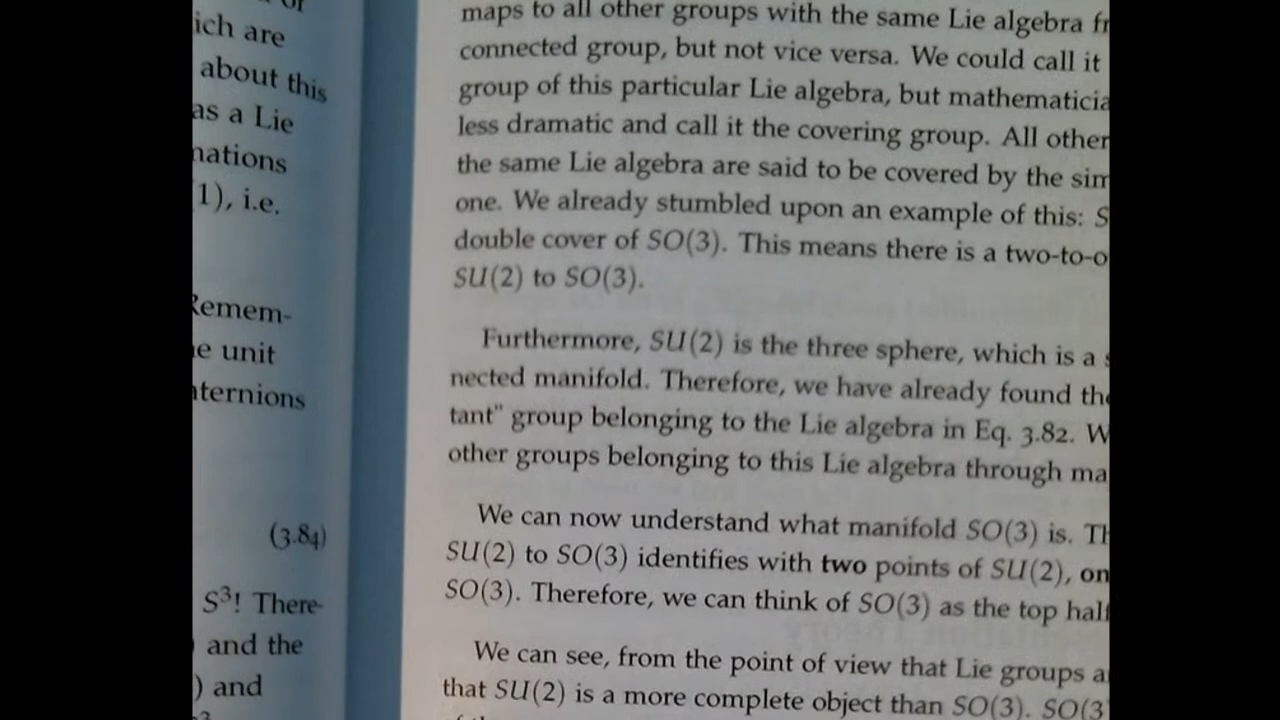 ich are
about this
as a Lie
nations
1), i.e.
Remem-
e unit
aternions
(3.84)
S³! There-
) and the
) and
maps to all other groups with the same Lie algebra
connected group, but not vice versa. We could call it
group of this particular Lie algebra, but mathematicia
less dramatic and call it the covering group. All other
the same Lie algebra are said to be covered by the
one. We already stumbled upon an example of this: S
double cover of SO(3). This means there is a two-to-o
SU(2) to SO(3).
Furthermore, SU(2) is the three sphere, which is a
nected manifold. Therefore, we have already found the
tant" group belonging to the Lie algebra in Eq. 3.82. W
other groups belonging to this Lie algebra through ma
We can now understand what manifold SO(3) is. Th
SU(2) to SO(3) identifies with two points of SU(2), on
SO(3). Therefore, we can think of SO(3) as the top half
We can see, from the point of view that Lie groups a
that SU(2) is a more complete object than SO(3). SO(3